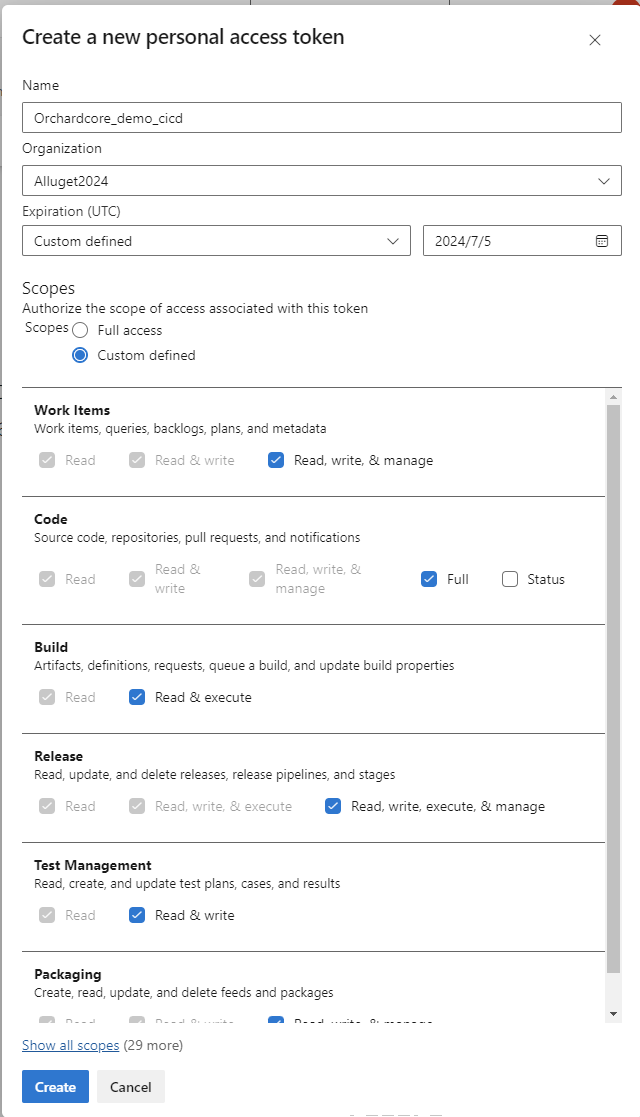 Create a new personal access token
Name
Orchardcore_demo_cicd
Organization
Alluget2024
Expiration (UTC)
Custom defined 2024/7/5
Scopes
Authorize the scope of access associated with this token
Scopes Full access
Custom defined
Work Items
Work items, queries, backlogs, plans, and metadata
Read Read & write Read, write, & manage
Code
Source code, repositories, pull requests, and notifications
Read Read & write Read, write, & manage Full Status
Build
Artifacts, definitions, requests, queue a build, and update build properties
Read Read & execute
Release
Read, update, and delete releases, release pipelines, and stages
Read Read, write, & execute Read, write, execute, & manage
Test Management
Read, create, and update test plans, cases, and results
Read Read & write
Packaging
Create, read, update, and delete feeds and packages
Read Read & write Read, write, & manage
Show all scopes (29 more)
Create Cancel